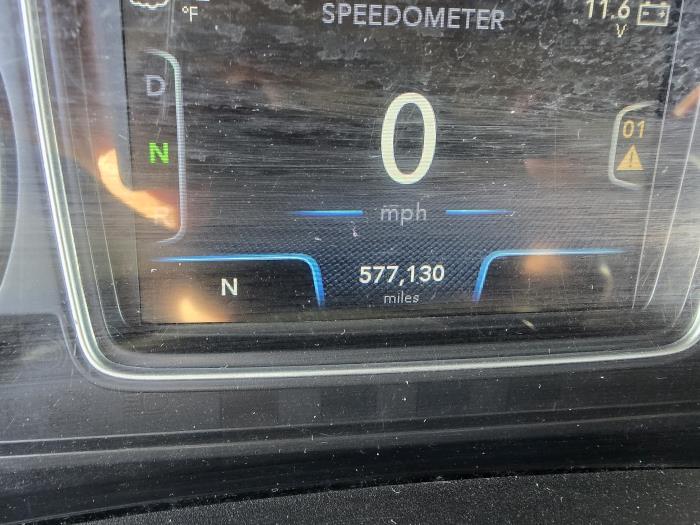 °F
SPEEDOMETER
11.6
V
D
N
R
0
mph
01
N
577,130
miles